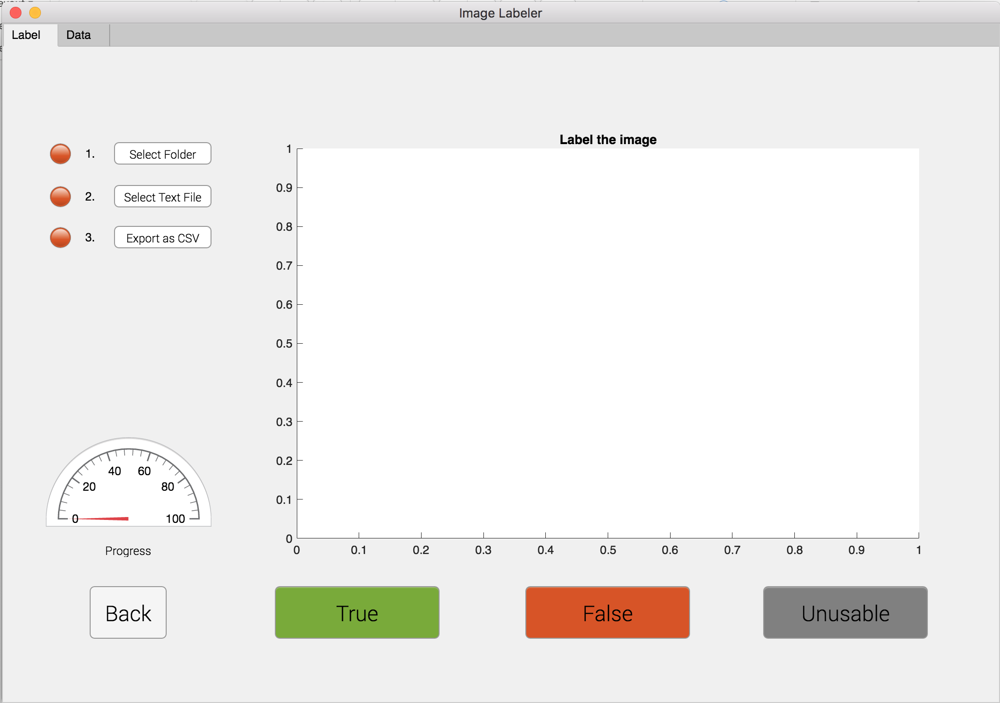 Image Labeler
Label Data
1. Select Folder
2. Select Text File
3. Export as CSV
Label the image
1
0.9
0.8
0.7
0.6
0.5
0.4
0.3
0.2
0.1
0
0 0.1 0.2 0.3 0.4 0.5 0.6 0.7 0.8 0.9 1
40 60
20 80
0 100
Progress
Back True False Unusable